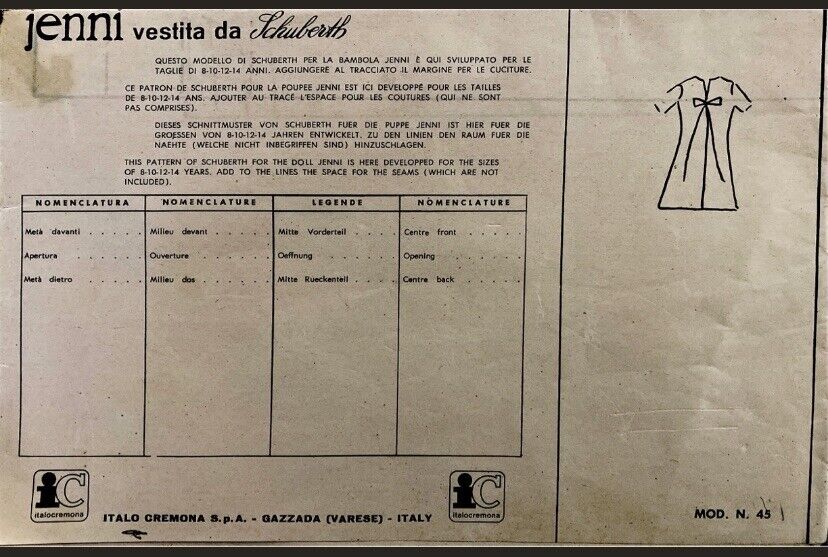 jenni vestita da Schuberth
QUESTO MODELLO DI SCHUBERTH PER LA BAMBOLA JENNI È QUI SVILUPPATO PER LE
TAGLIE DI 8-10-12-14 ANNI. AGGIUNGERE AL TRACCIATO IL MARGINE PER LE CUCITURE.
CE PATRON DE SCHUBERTH POUR LA POUPEE JENNI EST ICI DEVELOPPÉ POUR LES TAILLES
DE 8-10-12-14 ANS. AJOUTER AU TRACÉ L'ESPACE POUR LES COUTURES (QUI NE SONT
PAS COMPRISES).
DIESES SCHNITTMUSTER VON SCHUBERTH FUER DIE PUPPE JENNI IST HIER FUER DIE
GROESSEN VON 8-10-12-14 JAHREN ENTWICKELT. ZU DEN LINIEN DEN RAUM FUER DIE
NAEHTE (WELCHE NICHT INBEGRIFFEN SIND) HINZUSCHLAGEN.
THIS PATTERN OF SCHUBERTH FOR THE DOLL JENNI IS HERE DEVELOPPED FOR THE SIZES
OF 8-10-12-14 YEARS. ADD TO THE LINES THE SPACE FOR THE SEAMS (WHICH ARE NOT
INCLUDED).
NOMENCLATURA NOMENCLATURE LEGENDE NOMENCLATURE
Metà davanti . . . . . Milieu devant . . . . Mitte Vorderteil . . . . Centre front . . . . .
Apertura . . . . . Ouverture . . . . . Oeffnung . . . . . Opening . . . . .
Metà dietro . . . . . Milieu dos . . . . . Mitte Rueckenteil . . . . Centre back . . . . .
iC
italocremona
ITALO CREMONA S.p.A. - GAZZADA (VARESE) - ITALY
iC
italocremona
MOD. N. 45